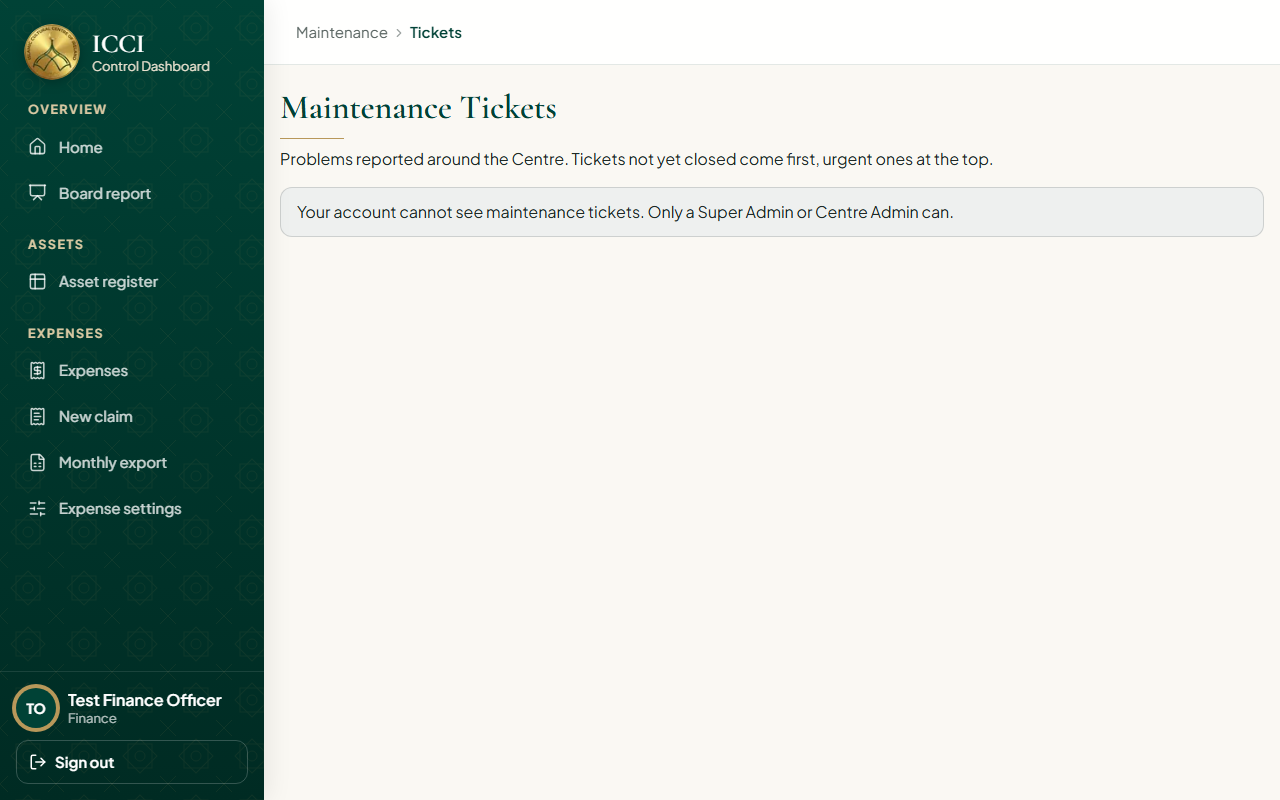 ICCI
Control Dashboard
OVERVIEW
Home
Board report
ASSETS
Asset register
EXPENSES
Expenses
New claim
Monthly export
Expense settings
TO
Test Finance Officer
Finance
Sign out
Maintenance › Tickets
Maintenance Tickets
Problems reported around the Centre. Tickets not yet closed come first, urgent ones at the top.
Your account cannot see maintenance tickets. Only a Super Admin or Centre Admin can.